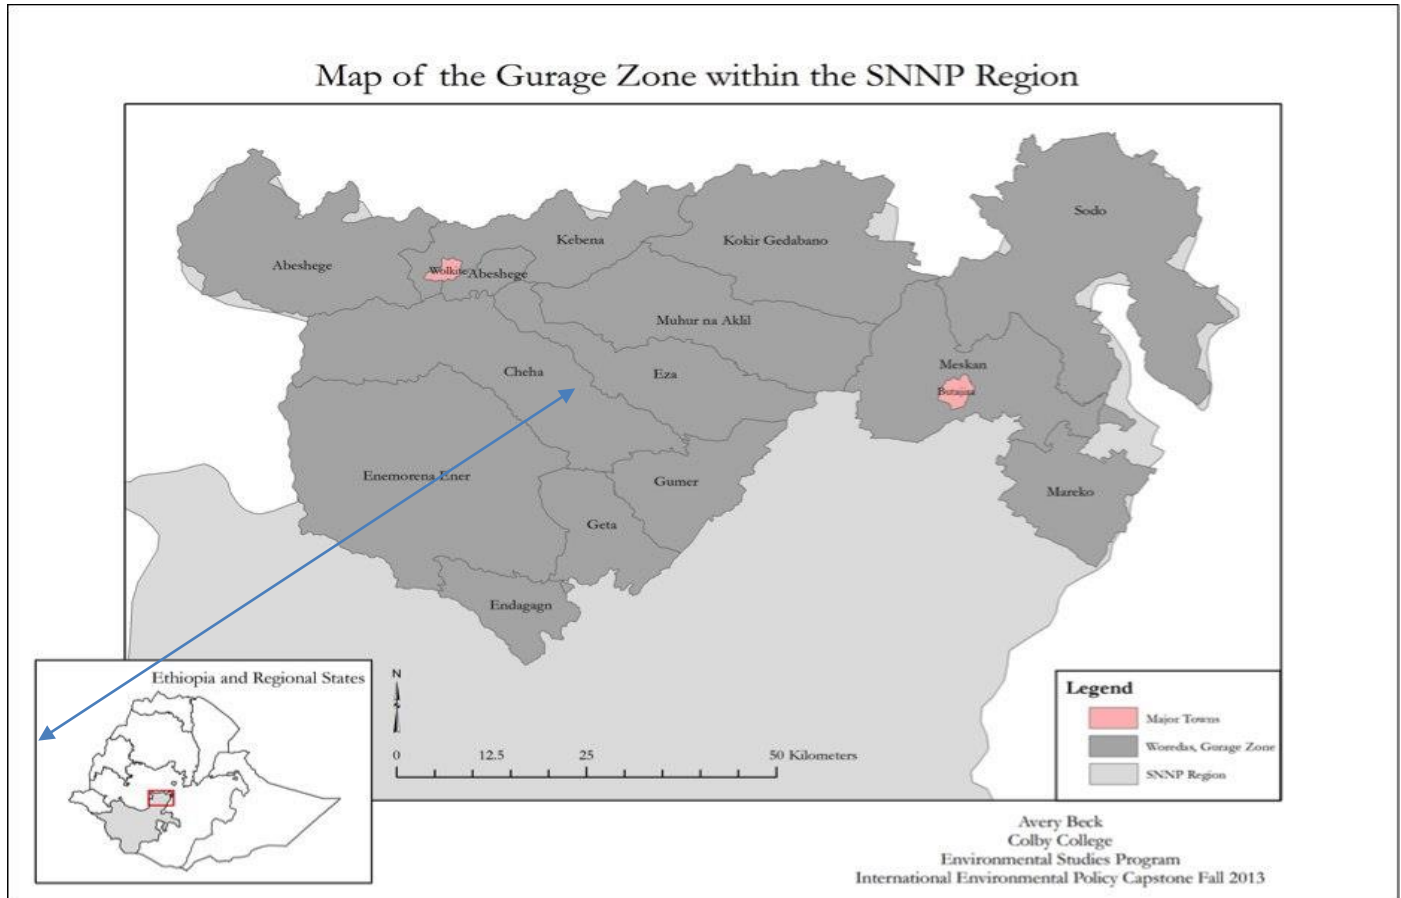 Map of the Gurage Zone within the SNNP Region
Sodo
Kebena
Kokir Gedabano
Abeshege
Wolkite
Abeshege
Muhur na Aklil
Meskan
Cheha
Eza
Butajira
Enemorena Ener
Gumer
Mareko
Geta
Endagagn
Ethiopia and Regional States
N
0 12.5 25 50 Kilometers
Legend
Major Towns
Woredas, Gurage Zone
SNNP Region
Avery Beck
Colby College
Environmental Studies Program
International Environmental Policy Capstone Fall 2013